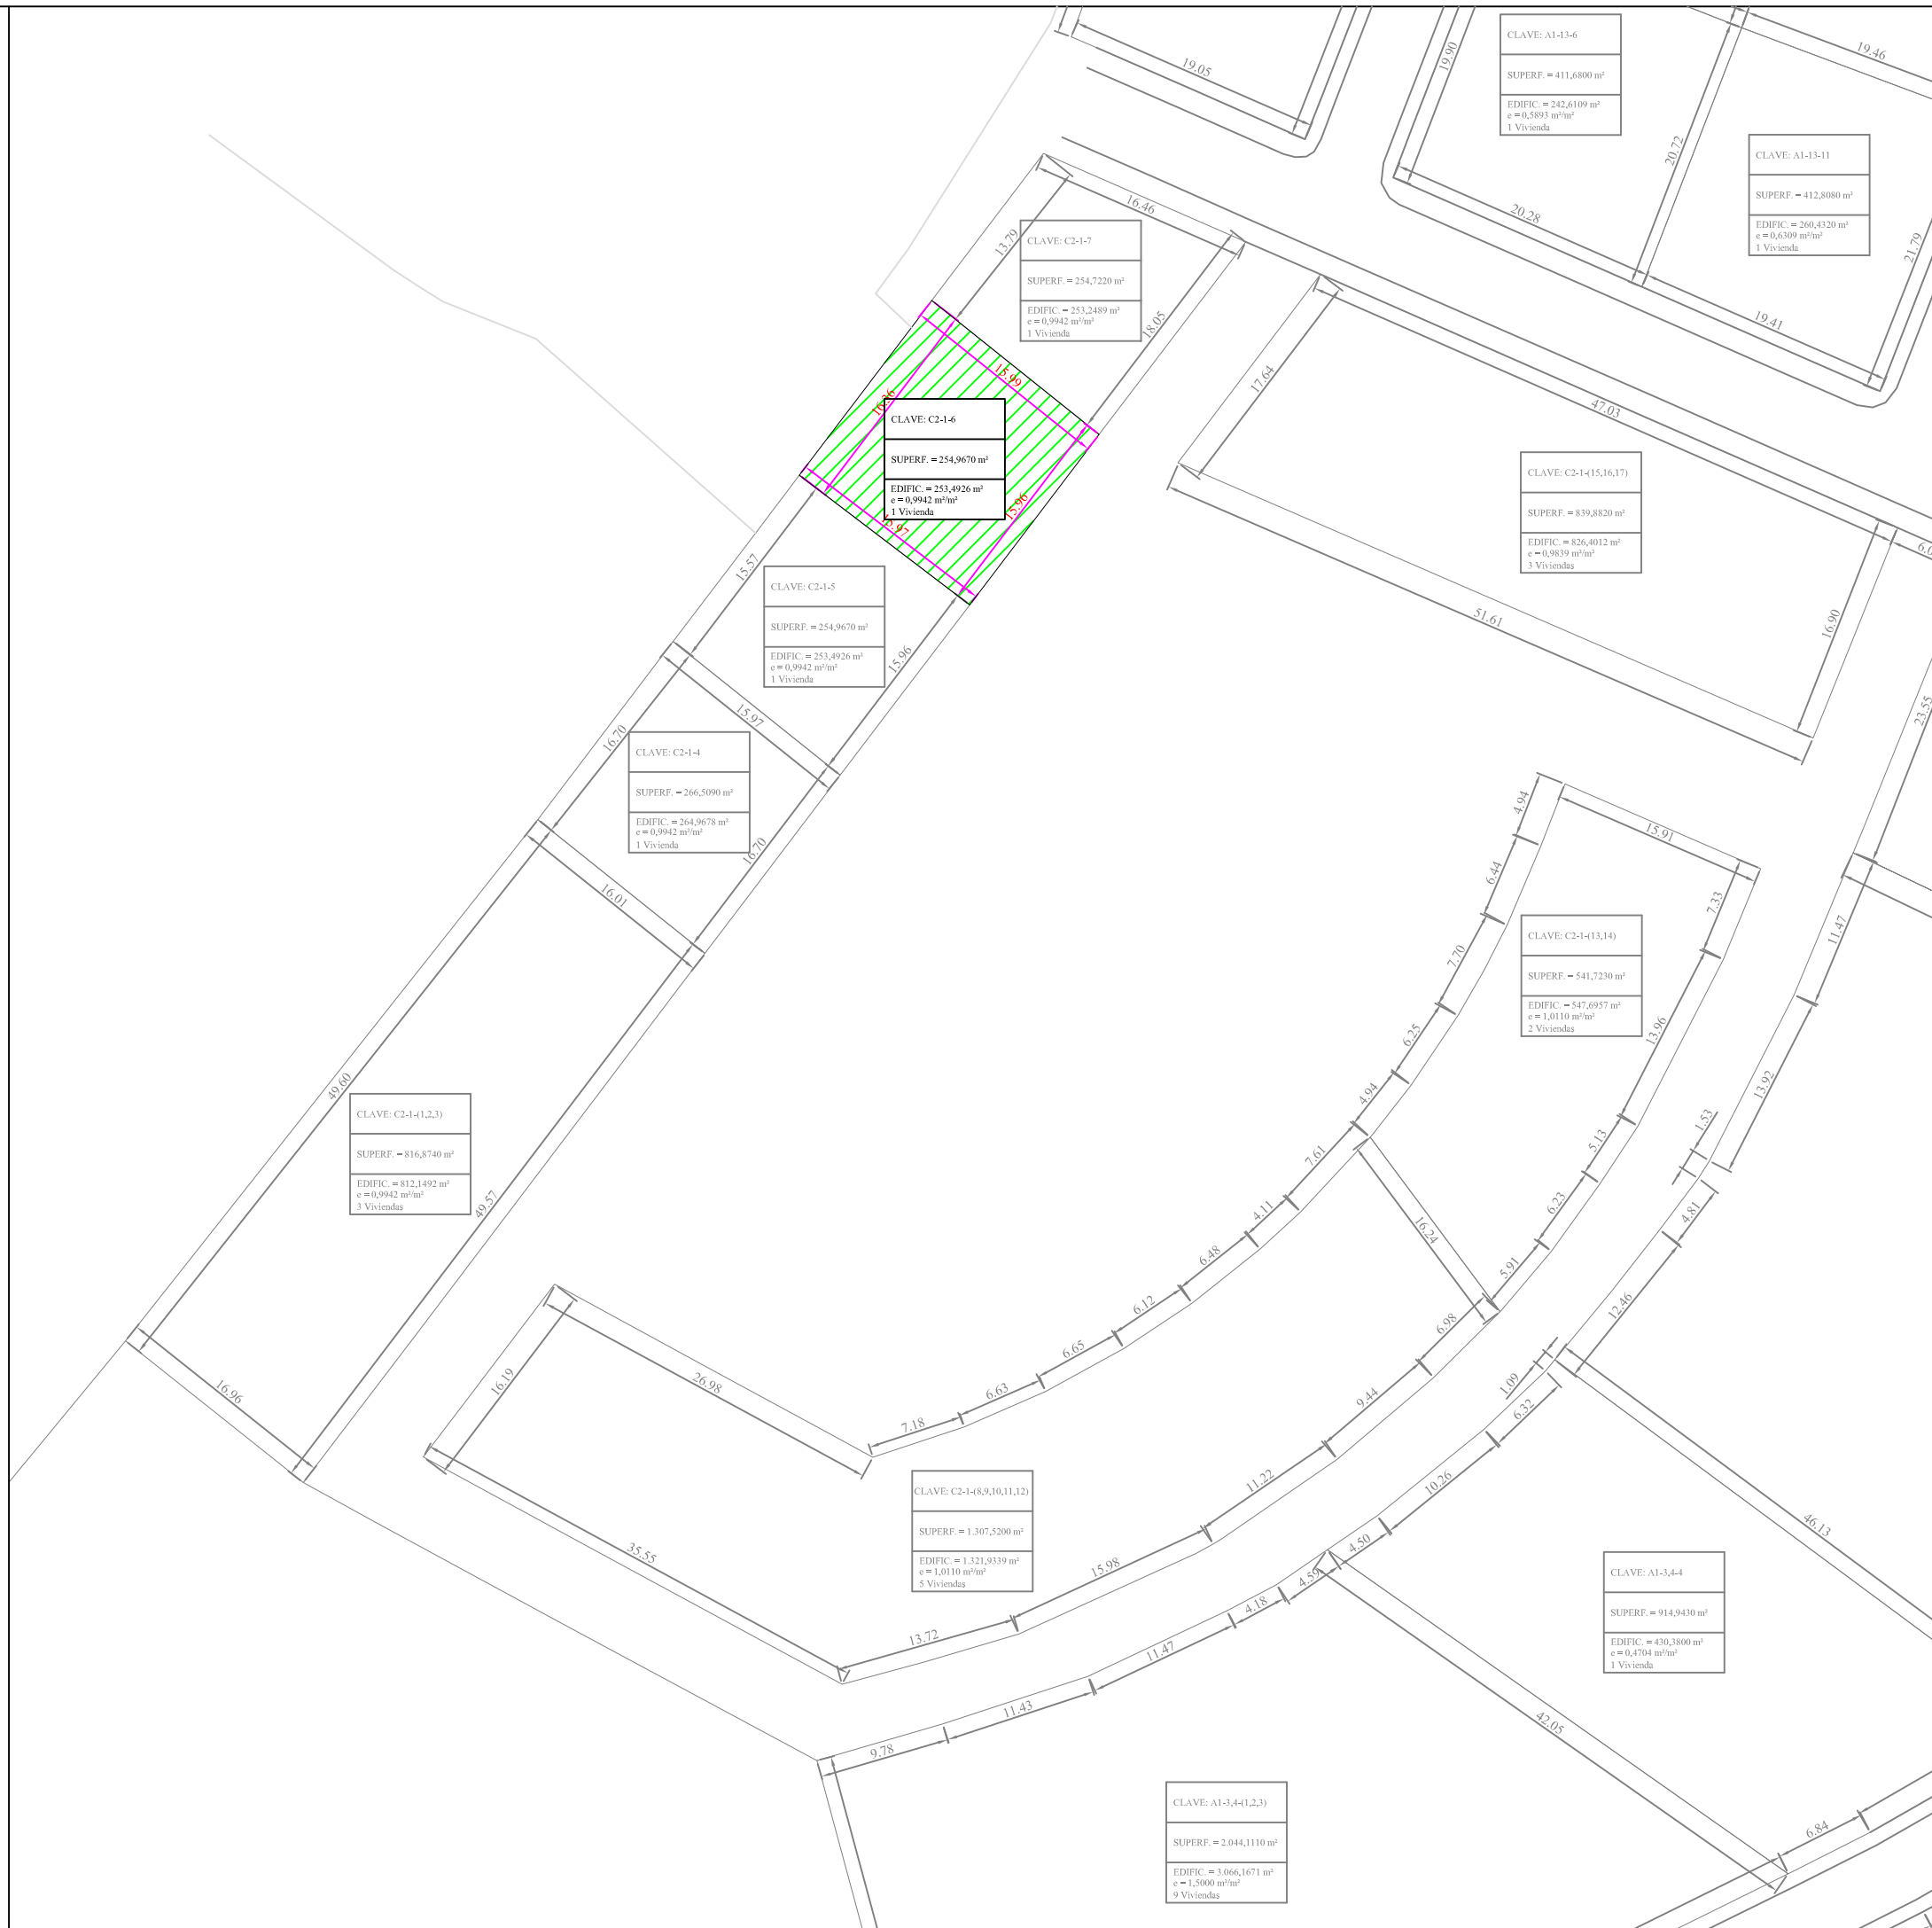 19.05
19.90
CLAVE: A1-13-6
SUPERF. = 411,6800 m²
EDIFIC. = 242,6109 m²
e = 0,5893 m²/m²
1 Vivienda
19.46
20.72
CLAVE: A1-13-11
SUPERF. = 412,8080 m²
EDIFIC. = 260,4320 m²
e = 0,6309 m²/m²
1 Vivienda
20.28
21.79
19.41
16.46
13.79
CLAVE: C2-1-7
SUPERF. = 254,7220 m²
EDIFIC. = 253,2489 m²
e = 0,9942 m²/m²
1 Vivienda
18.05
17.64
47.03
15.99
CLAVE: C2-1-6
SUPERF. = 254,9670 m²
EDIFIC. = 253,4926 m²
e = 0,9942 m²/m²
1 Vivienda
15.96
15.97
CLAVE: C2-1-(15,16,17)
SUPERF. = 839,8820 m²
EDIFIC. = 826,4012 m²
e = 0,9839 m²/m²
3 Viviendas
51.61
16.90
15.57
CLAVE: C2-1-5
SUPERF. = 254,9670 m²
EDIFIC. = 253,4926 m²
e = 0,9942 m²/m²
1 Vivienda
15.96
15.97
23.55
16.70
CLAVE: C2-1-4
SUPERF. = 266,5090 m²
EDIFIC. = 264,9678 m²
e = 0,9942 m²/m²
1 Vivienda
16.70
16.01
4.94
15.91
6.44
7.33
7.70
CLAVE: C2-1-(13,14)
SUPERF. = 541,7230 m²
EDIFIC. = 547,6957 m²
e = 1,0110 m²/m²
2 Viviendas
11.47
6.25
13.96
4.94
13.92
49.60
CLAVE: C2-1-(1,2,3)
SUPERF. = 816,8740 m²
EDIFIC. = 812,1492 m²
e = 0,9942 m²/m²
3 Viviendas
49.57
7.61
5.13
1.53
4.11
16.24
6.23
4.81
6.48
5.91
6.12
12.46
6.65
6.98
16.96
16.19
26.98
6.63
7.18
9.44
1.09
6.32
11.22
10.26
CLAVE: C2-1-(8,9,10,11,12)
SUPERF. = 1.307,5200 m²
EDIFIC. = 1.321,9339 m²
e = 1,0110 m²/m²
5 Viviendas
35.55
15.98
4.50
46.13
4.59
4.18
13.72
11.47
CLAVE: A1-3,4-4
SUPERF. = 914,9430 m²
EDIFIC. = 430,3800 m²
e = 0,4704 m²/m²
1 Vivienda
11.43
42.05
9.78
CLAVE: A1-3,4-(1,2,3)
SUPERF. = 2.044,1110 m²
EDIFIC. = 3.066,1671 m²
e = 1,5000 m²/m²
9 Viviendas
6.84